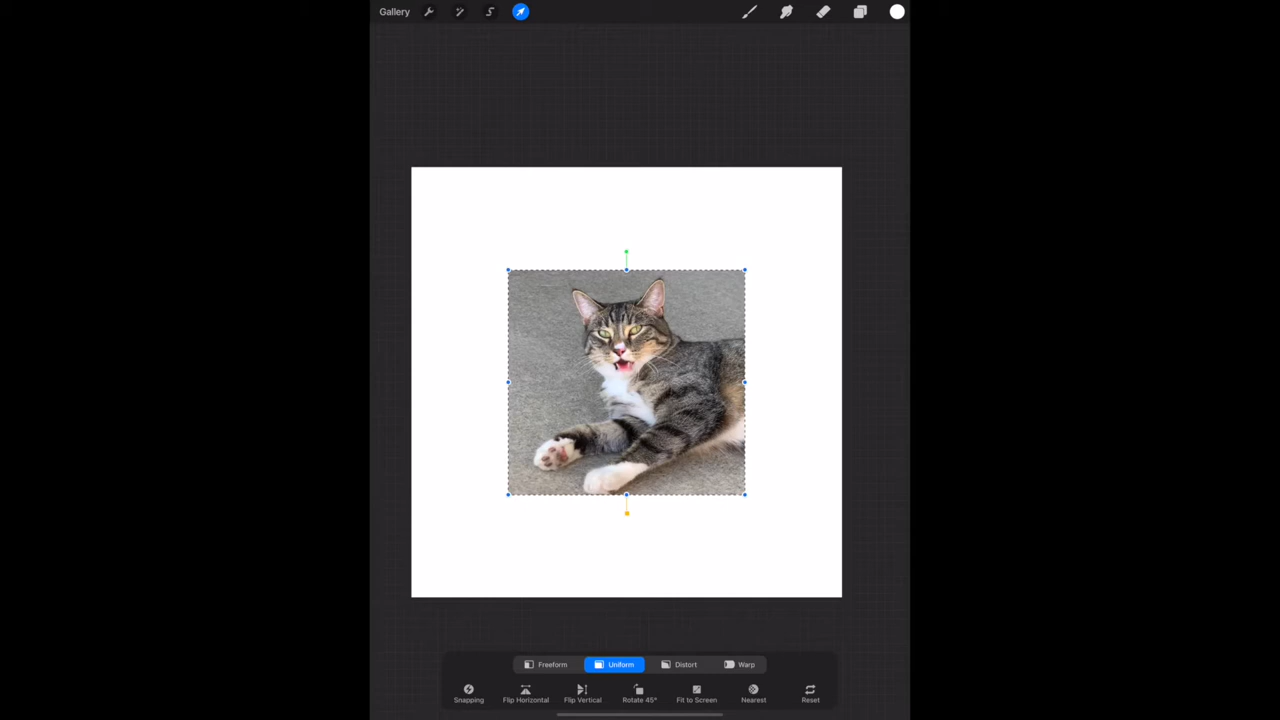 Gallery
Freeform Uniform Distort Warp
Snapping Flip Horizontal Flip Vertical Rotate 45° Fit to Screen Nearest Reset